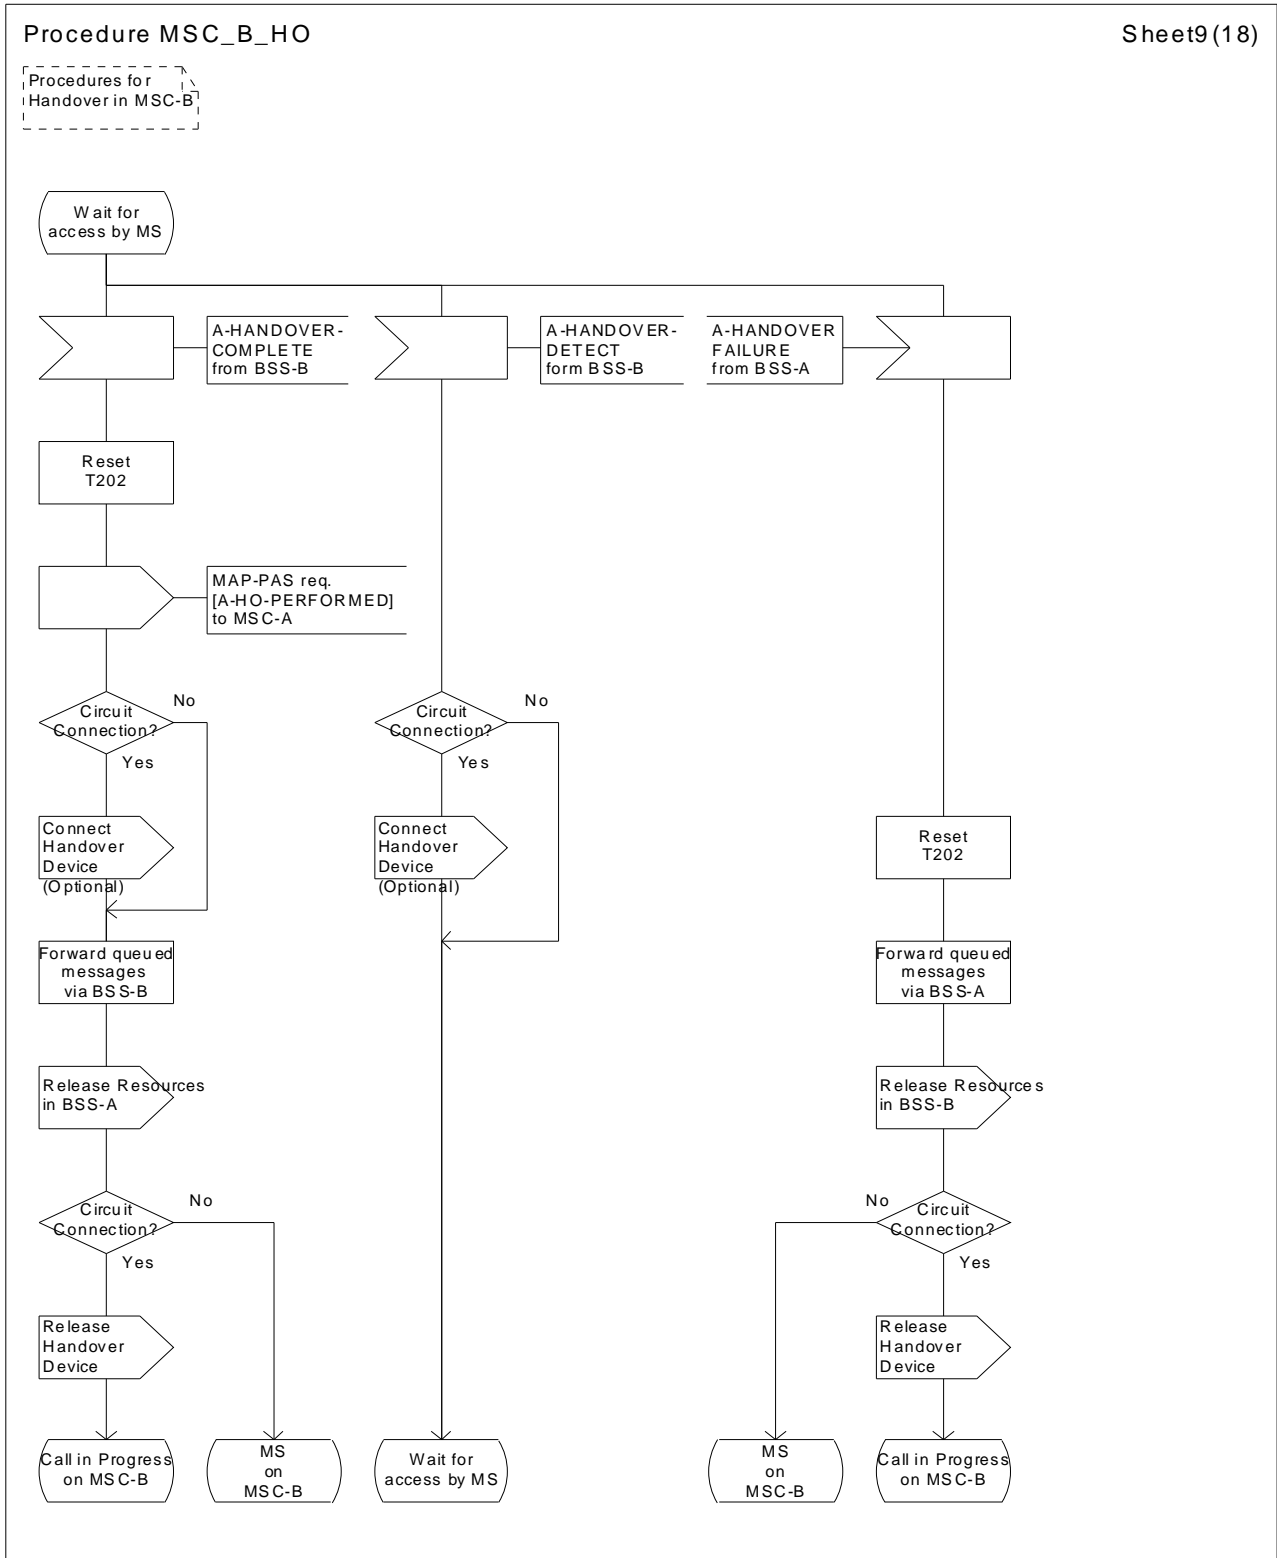 Procedure MSC_B_HO
Sheet9(18)
Procedures for
Handover in MSC-B
Wait for
access by MS
A-HANDOVER-
COMPLETE
from BSS-B
A-HANDOVER-
DETECT
form BSS-B
A-HANDOVER
FAILURE
from BSS-A
Reset
T202
MAP-PAS req.
[A-HO-PERFORMED]
to MSC-A
Circuit
Connection?
No
Yes
Circuit
Connection?
No
Yes
Connect
Handover
Device
(Optional)
Connect
Handover
Device
(Optional)
Reset
T202
Forward queued
messages
via BSS-B
Forward queued
messages
via BSS-A
Release Resources
in BSS-A
Release Resources
in BSS-B
Circuit
Connection?
No
Yes
No
Circuit
Connection?
Yes
Release
Handover
Device
Release
Handover
Device
Call in Progress
on MSC-B
MS
on
MSC-B
Wait for
access by MS
MS
on
MSC-B
Call in Progress
on MSC-B